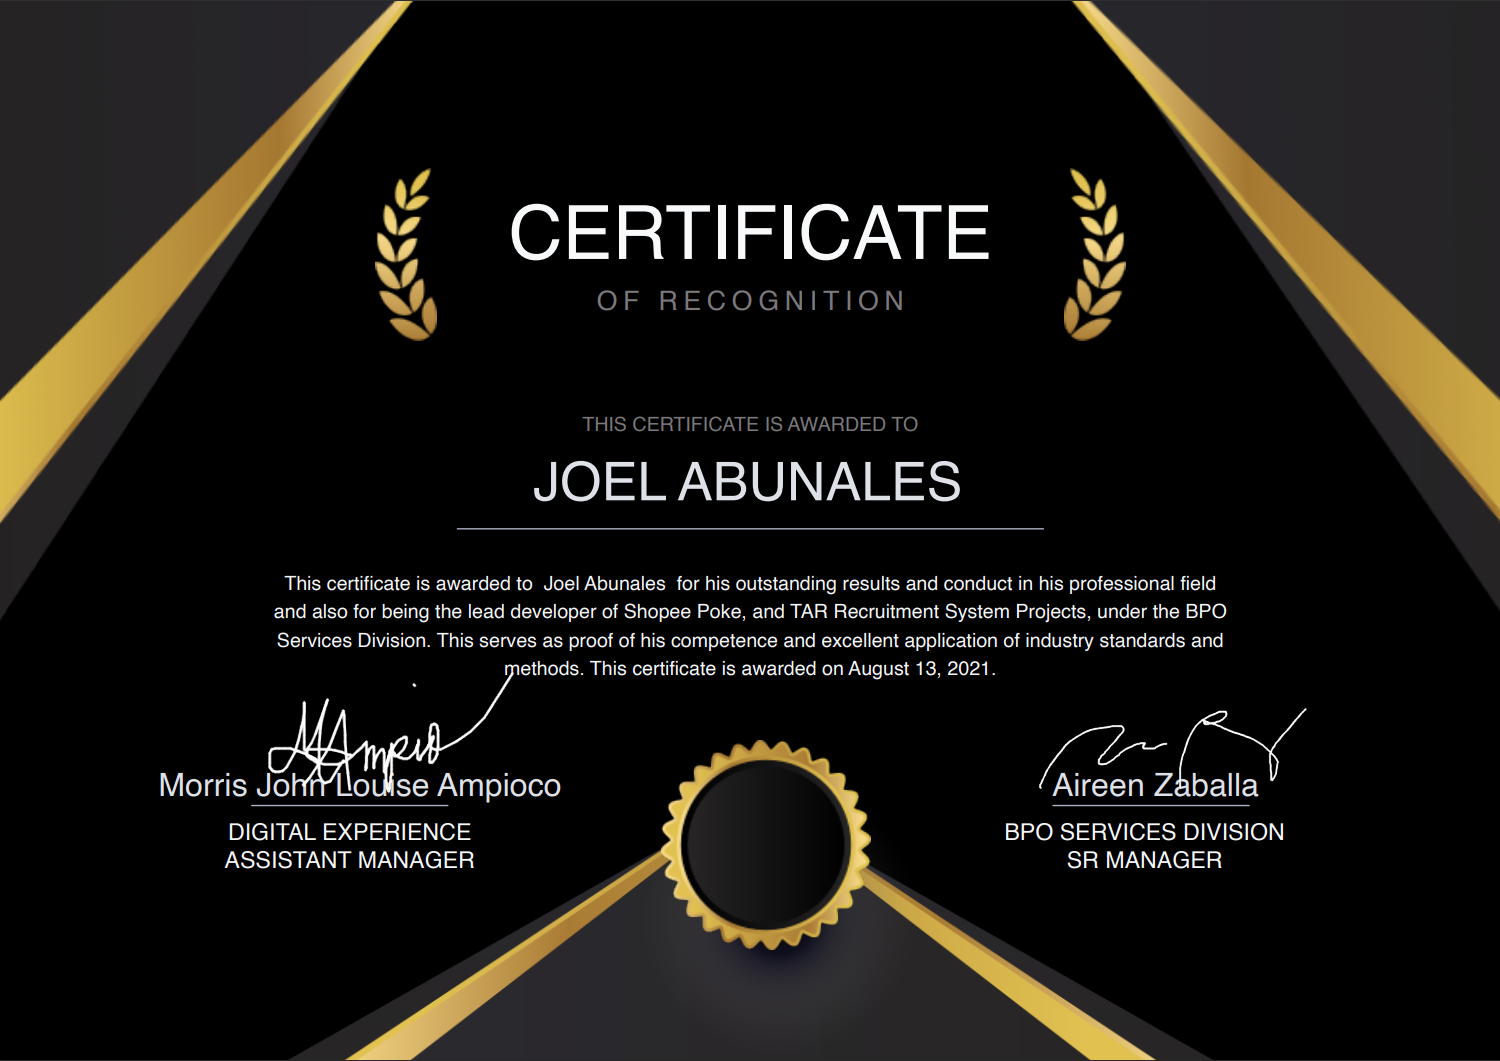 CERTIFICATE
OF RECOGNITION
THIS CERTIFICATE IS AWARDED TO
JOEL ABUNALES
This certificate is awarded to Joel Abunales for his outstanding results and conduct in his professional field
and also for being the lead developer of Shopee Poke, and TAR Recruitment System Projects, under the BPO
Services Division. This serves as proof of his competence and excellent application of industry standards and
methods. This certificate is awarded on August 13, 2021.
Morris John Louise Ampioco
DIGITAL EXPERIENCE
ASSISTANT MANAGER
Aireen Zaballa
BPO SERVICES DIVISION
SR MANAGER